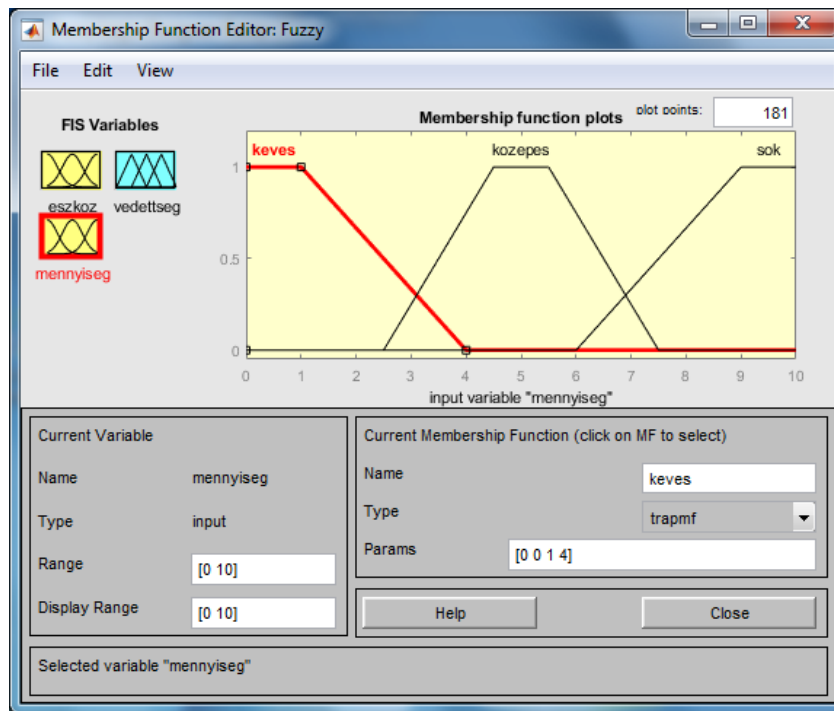 Membership Function Editor: Fuzzy
File Edit View
FIS Variables
eszkoz vedettseg
mennyiseg
Membership function plots
plot points: 181
keves kozepes sok
1
0.5
0
0 1 2 3 4 5 6 7 8 9 10
input variable "mennyiseg"
Current Variable
Name mennyiseg
Type input
Range [0 10]
Display Range [0 10]
Current Membership Function (click on MF to select)
Name keves
Type trapmf
Params [0 0 1 4]
Help Close
Selected variable "mennyiseg"